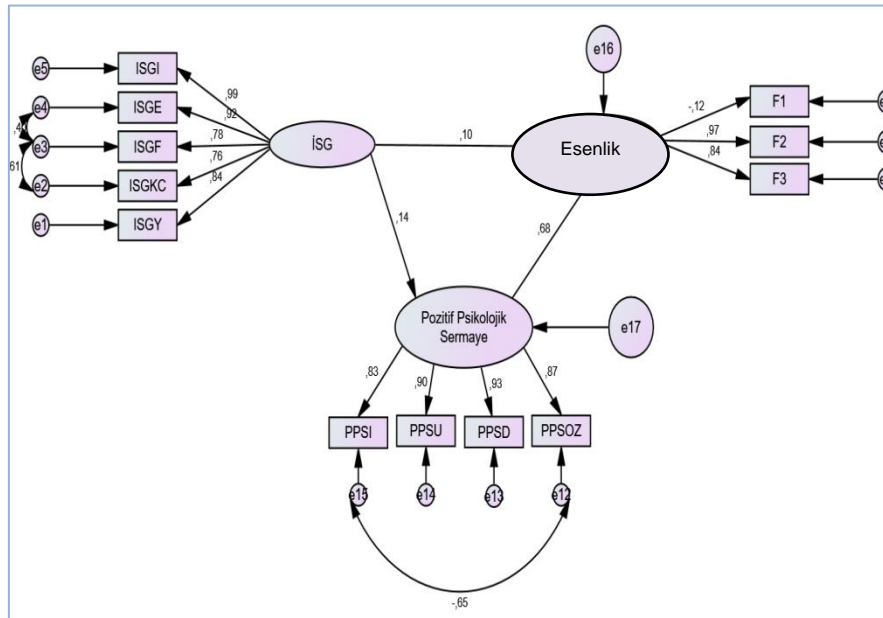 e5
ISGI
,99
e4
ISGE
,92
e3
ISGF
,78
e2
ISGKC
,76
61
e1
ISGY
,84
İSG
,10
e16
Esenlik
-,12
F1
,97
F2
,84
F3
,14
,68
Pozitif Psikolojik
Sermaye
e17
,83
,90
,93
,87
PPSI
PPSU
PPSD
PPSOZ
e15
e14
e13
e12
-,65